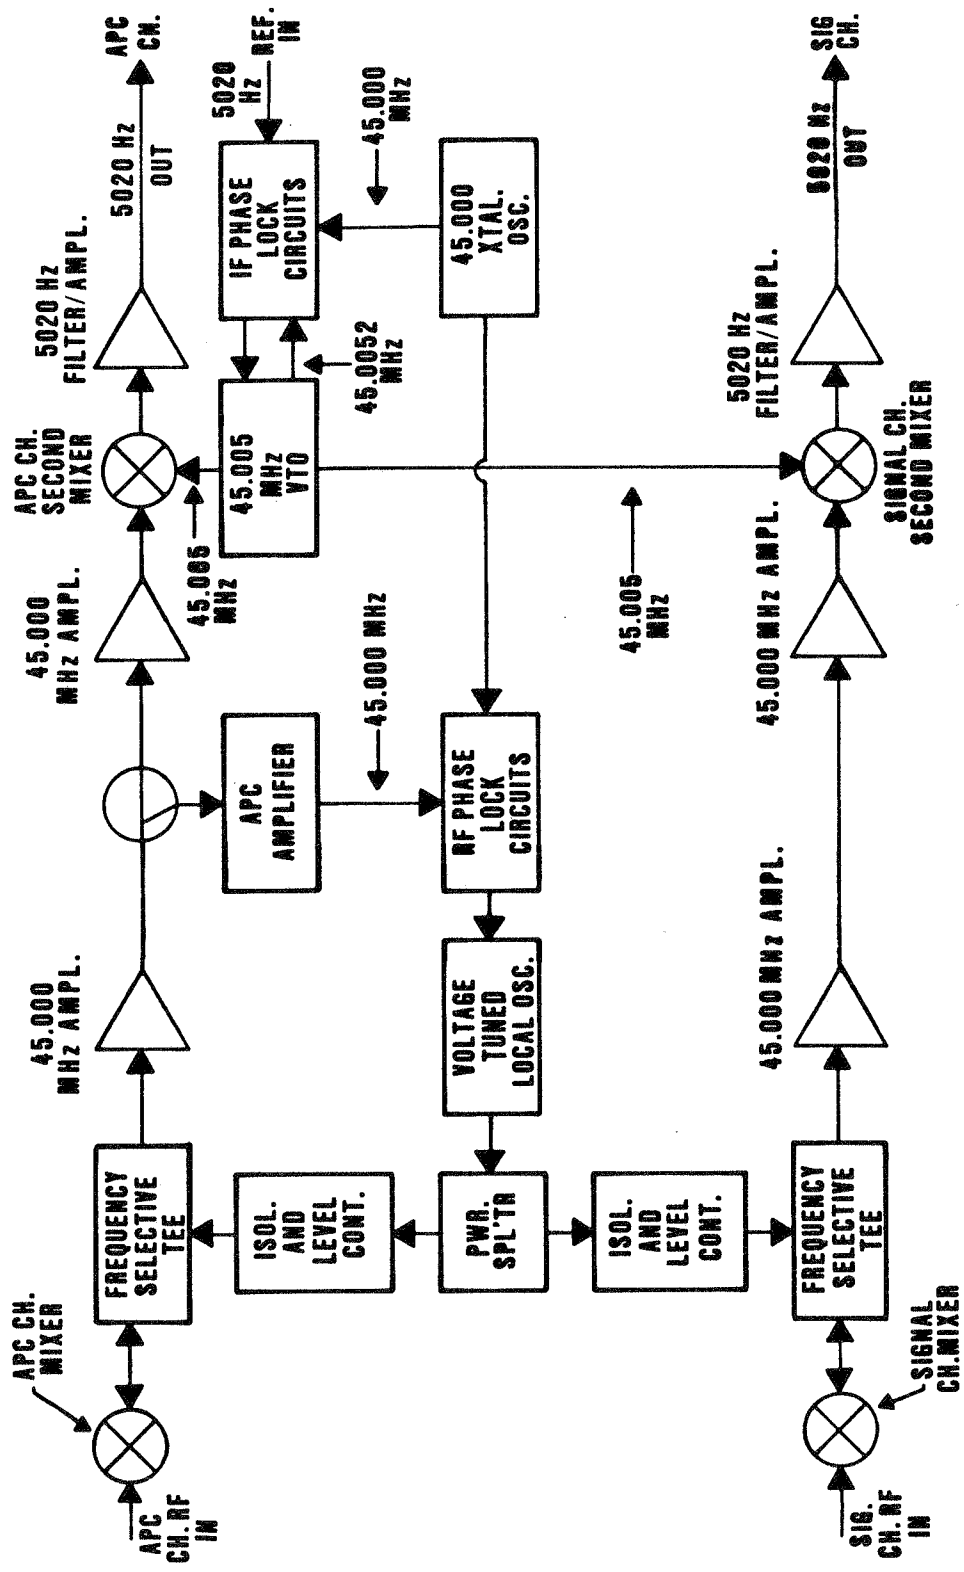 APC
CH. RF
IN
APC CH.
MIXER
FREQUENCY
SELECTIVE
TEE
45.000
MHz AMPL.
45.000
MHz AMPL.
APC CH.
SECOND
MIXER
5020 Hz
FILTER/AMPL.
5020 Hz
OUT
APC
CH.
45.005
MHz
APC
AMPLIFIER
45.005
MHz
VTO
IF PHASE
LOCK
CIRCUITS
5020
Hz
REF.
IN
45.0052
MHz
45.000
MHz
ISOL.
AND
LEVEL
CONT.
45.000 MHz
PWR.
SPL'TR
VOLTAGE
TUNED
LOCAL OSC.
RF PHASE
LOCK
CIRCUITS
45.000
XTAL.
OSC.
ISOL.
AND
LEVEL
CONT.
45.005
MHz
SIG.
CH. RF
IN
SIGNAL
CH.MIXER
FREQUENCY
SELECTIVE
TEE
45.000 MHz AMPL.
45.000 MHz AMPL.
SIGNAL CH.
SECOND MIXER
5020 Hz
FILTER/AMPL.
5020 Hz
OUT
SIG
CH.